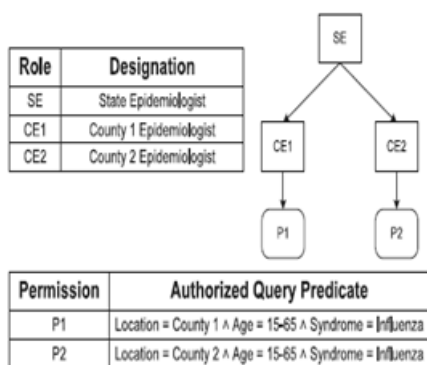 Role Designation
SE State Epidemiologist
CE1 County 1 Epidemiologist
CE2 County 2 Epidemiologist
SE
CE1 CE2
P1 P2
Permission Authorized Query Predicate
P1 Location = County 1 ∧ Age = 15-65 ∧ Syndrome = Influenza
P2 Location = County 2 ∧ Age = 15-65 ∧ Syndrome = Influenza